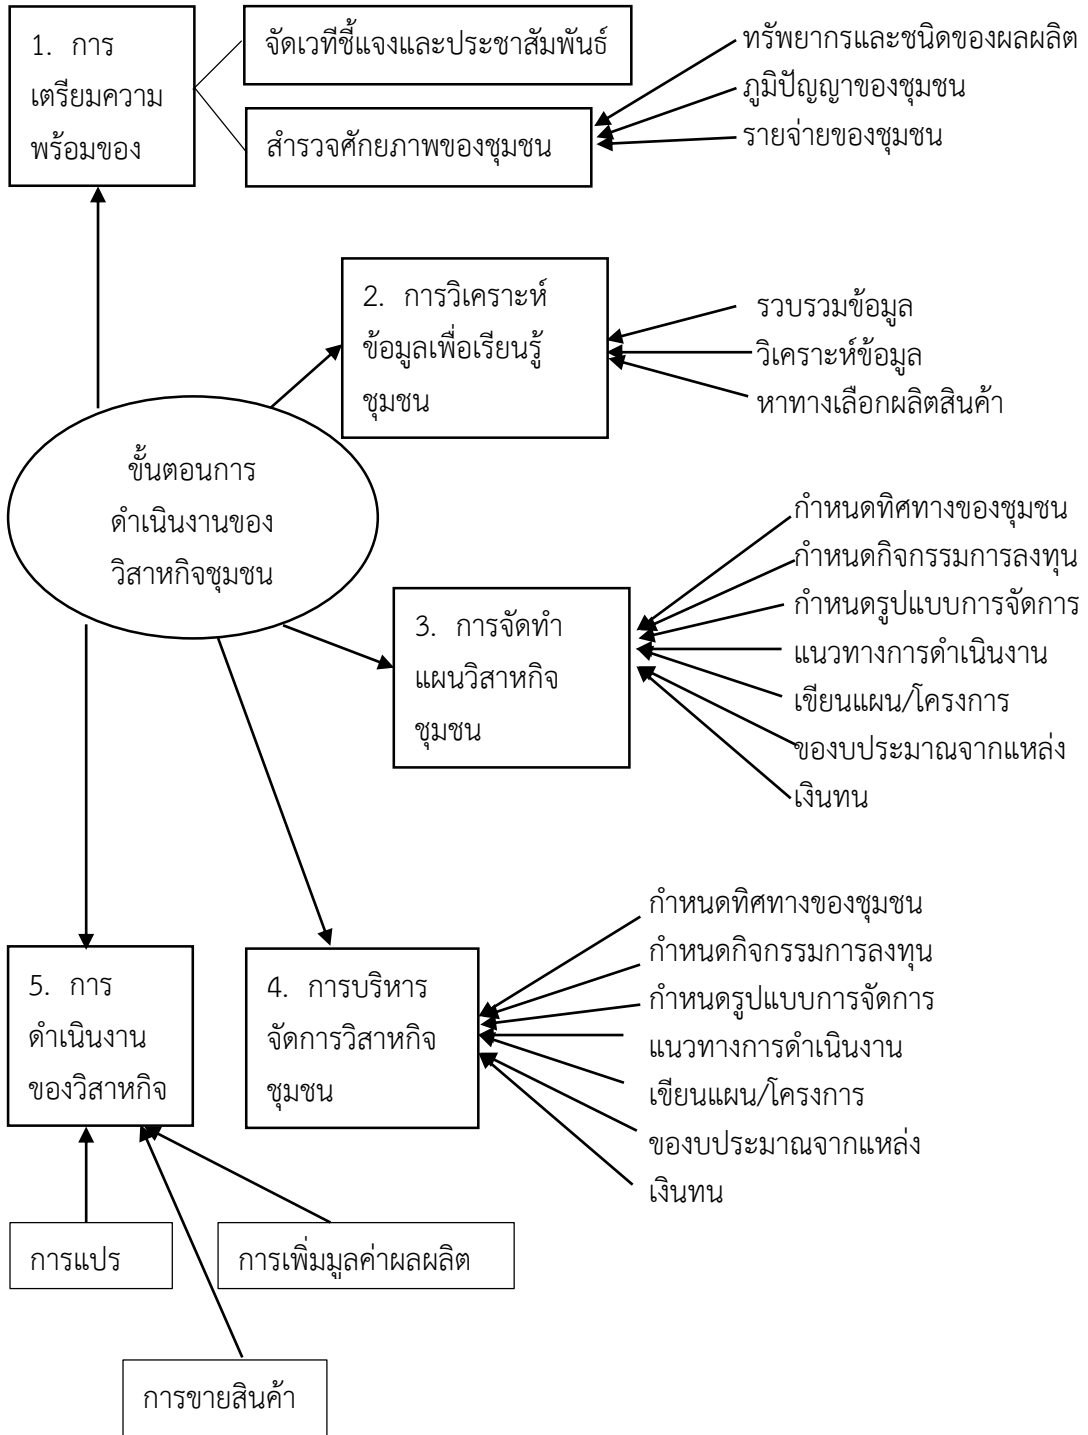 1. การ
เตรียมความ
พร้อมของ
จัดเวทีชี้แจงและประชาสัมพันธ์
สำรวจศักยภาพของชุมชน
ทรัพยากรและชนิดของผลผลิต
ภูมิปัญญาของชุมชน
รายจ่ายของชุมชน
2. การวิเคราะห์
ข้อมูลเพื่อเรียนรู้
ชุมชน
รวบรวมข้อมูล
วิเคราะห์ข้อมูล
หาทางเลือกผลิตสินค้า
ขั้นตอนการ
ดำเนินงานของ
วิสาหกิจชุมชน
3. การจัดทำ
แผนวิสาหกิจ
ชุมชน
กำหนดทิศทางของชุมชน
กำหนดกิจกรรมการลงทุน
กำหนดรูปแบบการจัดการ
แนวทางการดำเนินงาน
เขียนแผน/โครงการ
ของบประมาณจากแหล่ง
เงินทน
5. การ
ดำเนินงาน
ของวิสาหกิจ
4. การบริหาร
จัดการวิสาหกิจ
ชุมชน
กำหนดทิศทางของชุมชน
กำหนดกิจกรรมการลงทุน
กำหนดรูปแบบการจัดการ
แนวทางการดำเนินงาน
เขียนแผน/โครงการ
ของบประมาณจากแหล่ง
เงินทน
การแปร
การเพิ่มมูลค่าผลผลิต
การขายสินค้า